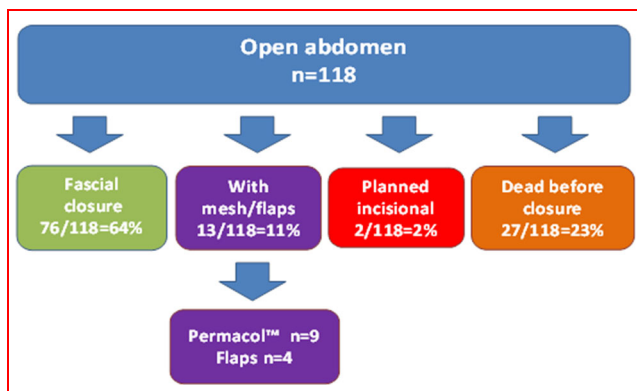 Open abdomen
n=118
Fascial
closure
76/118=64%
With
mesh/flaps
13/118=11%
Planned
incisional
2/118=2%
Dead before
closure
27/118=23%
Permacol™ n=9
Flaps n=4